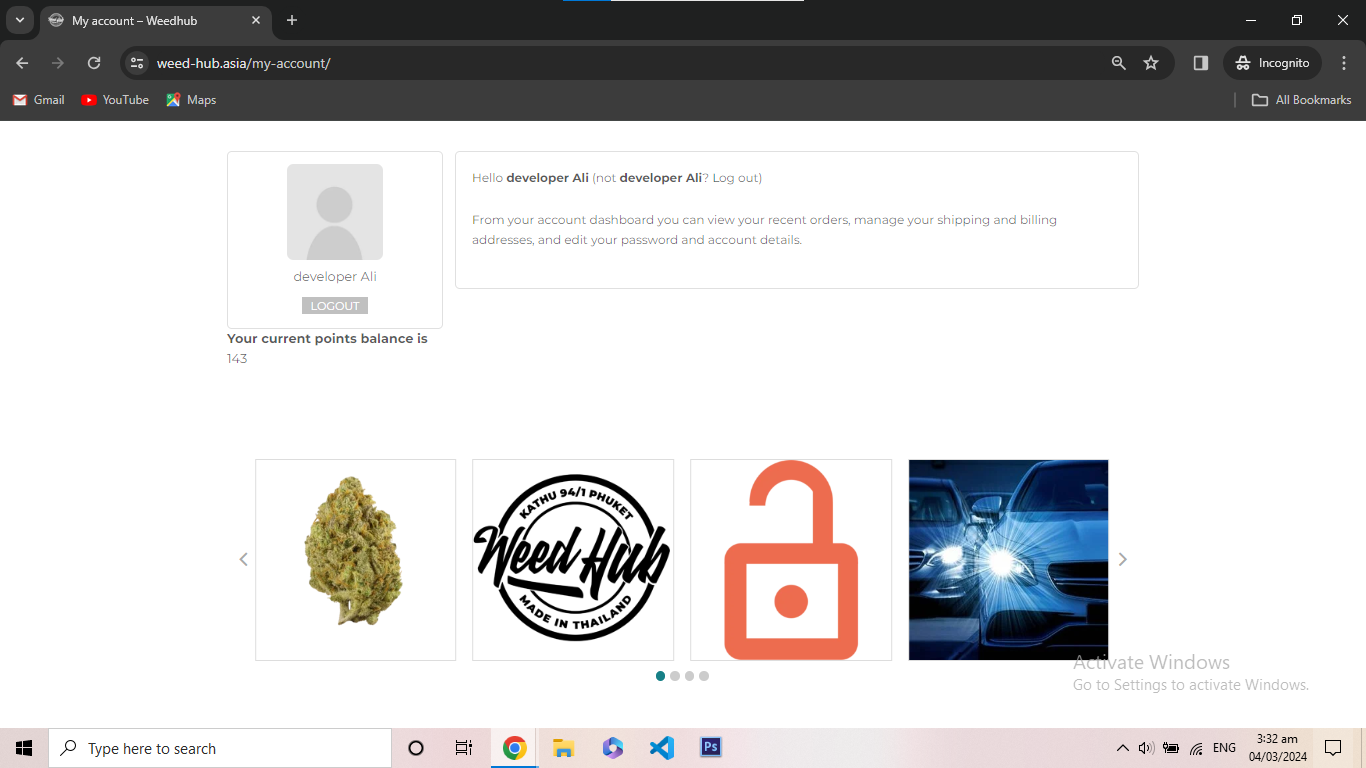 My account – Weedhub
weed-hub.asia/my-account/
Incognito
Gmail
YouTube
Maps
All Bookmarks
developer Ali
LOGOUT
Your current points balance is
143
Hello developer Ali (not developer Ali? Log out)
From your account dashboard you can view your recent orders, manage your shipping and billing
addresses, and edit your password and account details.
KATHU 94/1 PHUKET
Weed Hub
MADE IN THAILAND
Activate Windows
Go to Settings to activate Windows.
Type here to search
Ps
ENG
3:32 am
04/03/2024